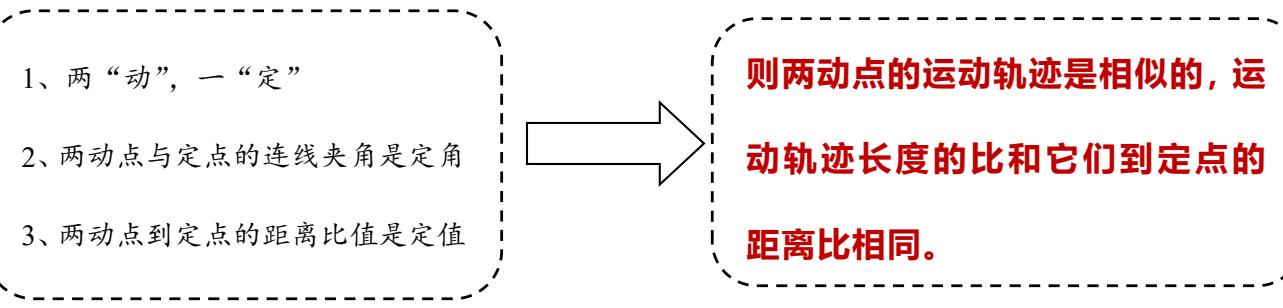 1、两“动”，一“定”
2、两动点与定点的连线夹角是定角
3、两动点到定点的距离比值是定值
则两动点的运动轨迹是相似的，运
动轨迹长度的比和它们到定点的
距离比相同。